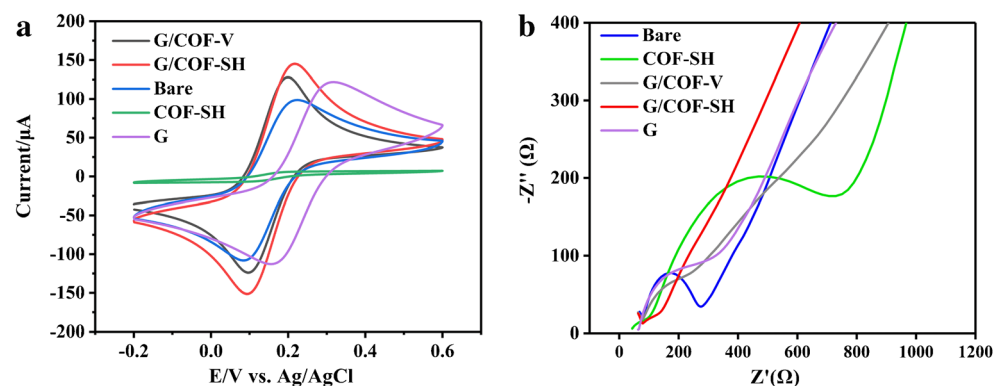 a
200
150
100
50
0
-50
-100
-150
-200
Current/μA
G/COF-V
G/COF-SH
Bare
COF-SH
G
-0.2
0.0
0.2
0.4
0.6
E/V vs. Ag/AgCl
b
400
300
200
100
0
-Z''(Ω)
Bare
COF-SH
G/COF-V
G/COF-SH
G
0
200
400
600
800
1000
1200
Z'(Ω)